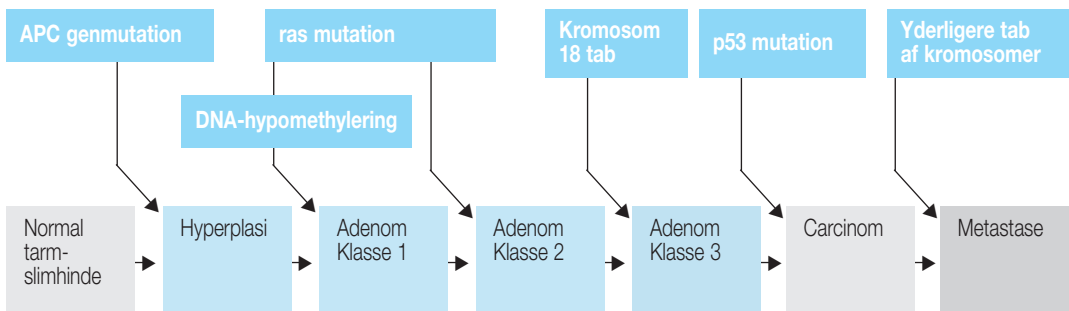 APC genmutation
ras mutation
Kromosom
18 tab
p53 mutation
Yderligere tab
af kromosomer
DNA-hypomethylering
Normal
tarm-
slimhinde
Hyperplasi
Adenom
Klasse 1
Adenom
Klasse 2
Adenom
Klasse 3
Carcinom
Metastase